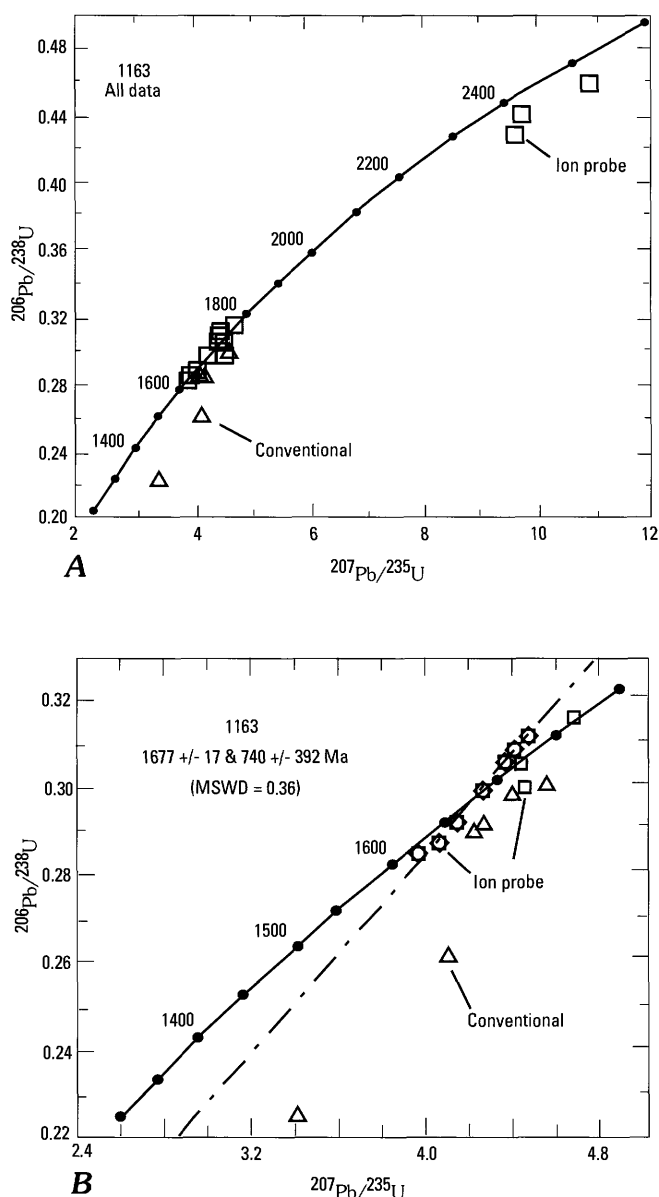 1163
All data
0.48
0.44
0.40
0.36
0.32
0.28
0.24
0.20
206Pb/238U
2400
2200
2000
1800
1600
1400
Ion probe
Conventional
2
4
6
8
10
12
A
207Pb/235U
1163
1677 +/- 17 & 740 +/- 392 Ma
(MSWD = 0.36)
0.32
0.30
0.28
0.26
0.24
0.22
206Pb/238U
1600
1500
1400
Ion probe
Conventional
2.4
3.2
4.0
4.8
B
207Pb/235U